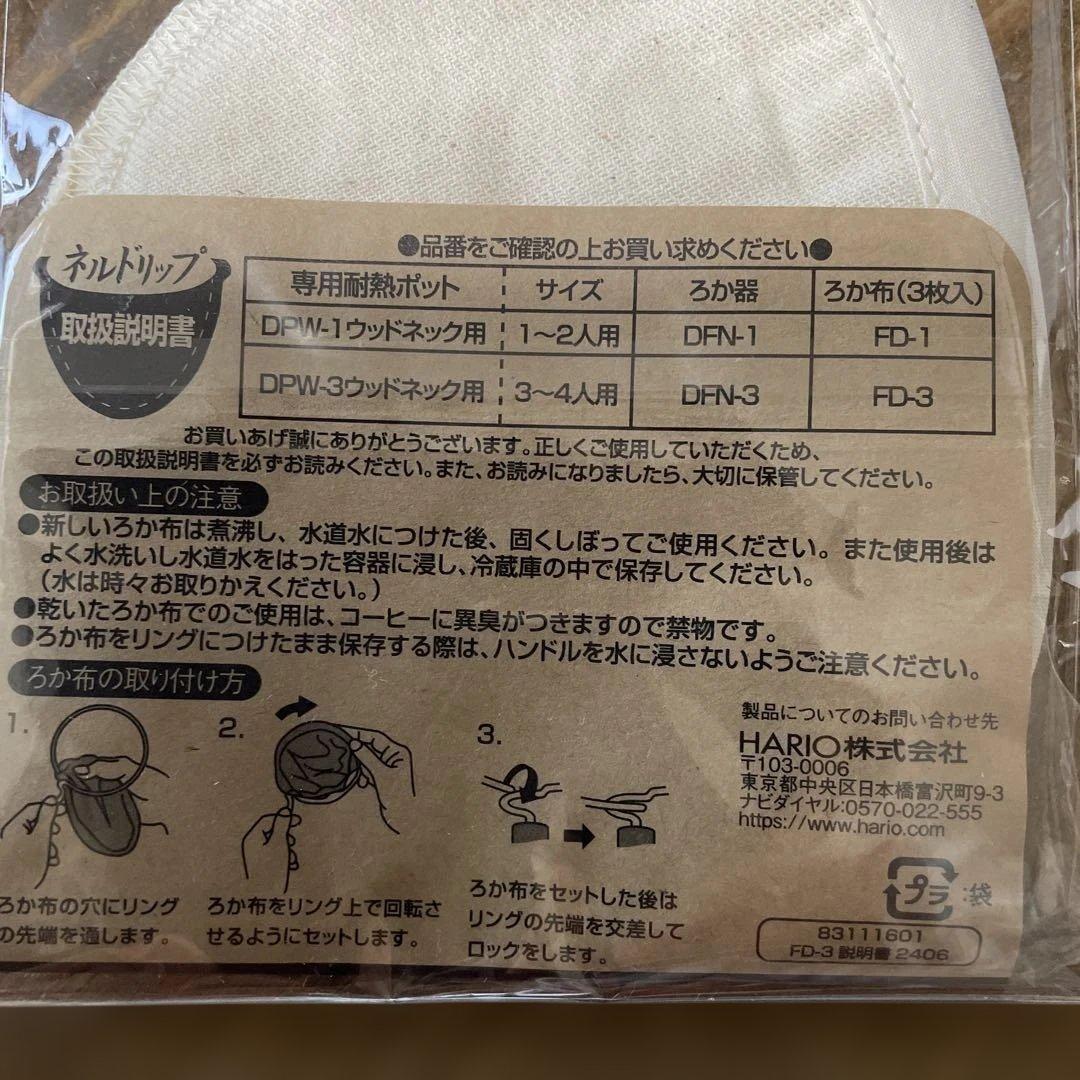 ネルドリップ
取扱説明書
●品番をご確認の上お買い求めください●
専用耐熱ポット サイズ ろか器 ろか布(3枚入)
DPW-1ウッドネック用 1〜2人用 DFN-1 FD-1
DPW-3ウッドネック用 3〜4人用 DFN-3 FD-3
お買いあげ誠にありがとうございます。正しくご使用していただくため、
この取扱説明書を必ずお読みください。また、お読みになりましたら、大切に保管してください。
お取扱い上の注意
●新しいろか布は煮沸し、水道水につけた後、固くしぼってご使用ください。また使用後は
よく水洗いし水道水をはった容器に浸し、冷蔵庫の中で保存してください。
(水は時々お取りかえください。)
●乾いたろか布でのご使用は、コーヒーに異臭がつきますので禁物です。
●ろか布をリングにつけたまま保存する際は、ハンドルを水に浸さないようご注意ください。
ろか布の取り付け方
1.
ろか布の穴にリング
の先端を通します。
2.
ろか布をリング上で回転さ
せるようにセットします。
3.
ろか布をセットした後は
リングの先端を交差して
ロックをします。
製品についてのお問い合わせ先
HARIO株式会社
〒103-0006
東京都中央区日本橋富沢町9-3
ナビダイヤル:0570-022-555
https://www.hario.com
プラ :袋
83111601
FD-3 説明書 2406